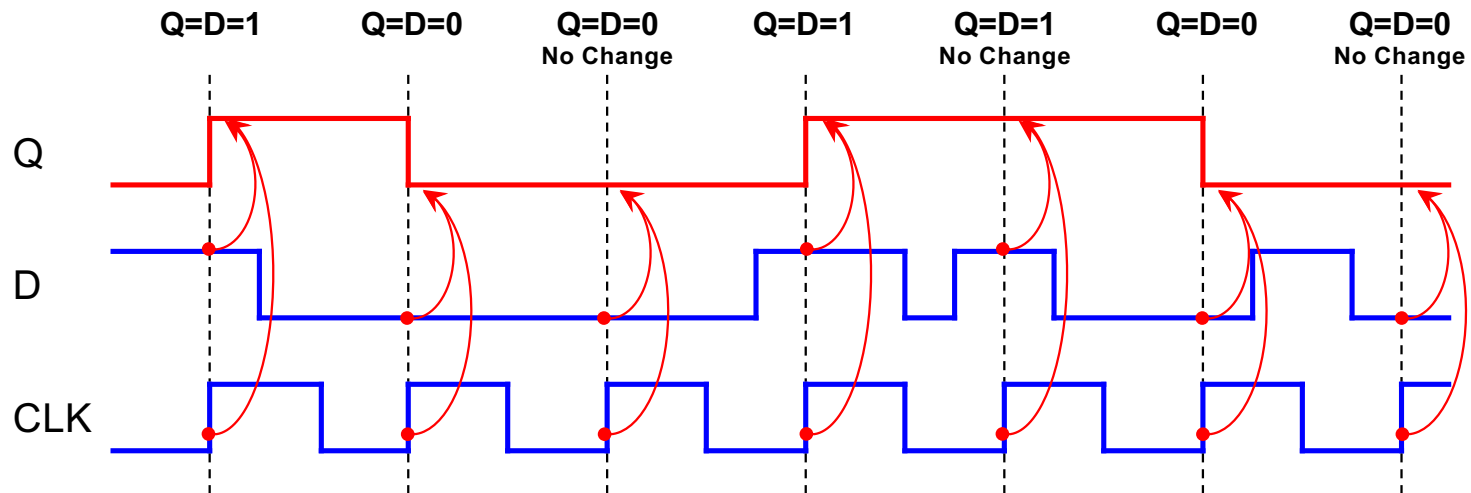 Q=D=1 Q=D=0 Q=D=0 Q=D=1 Q=D=1 Q=D=0 Q=D=0
No Change No Change No Change
Q
D
CLK